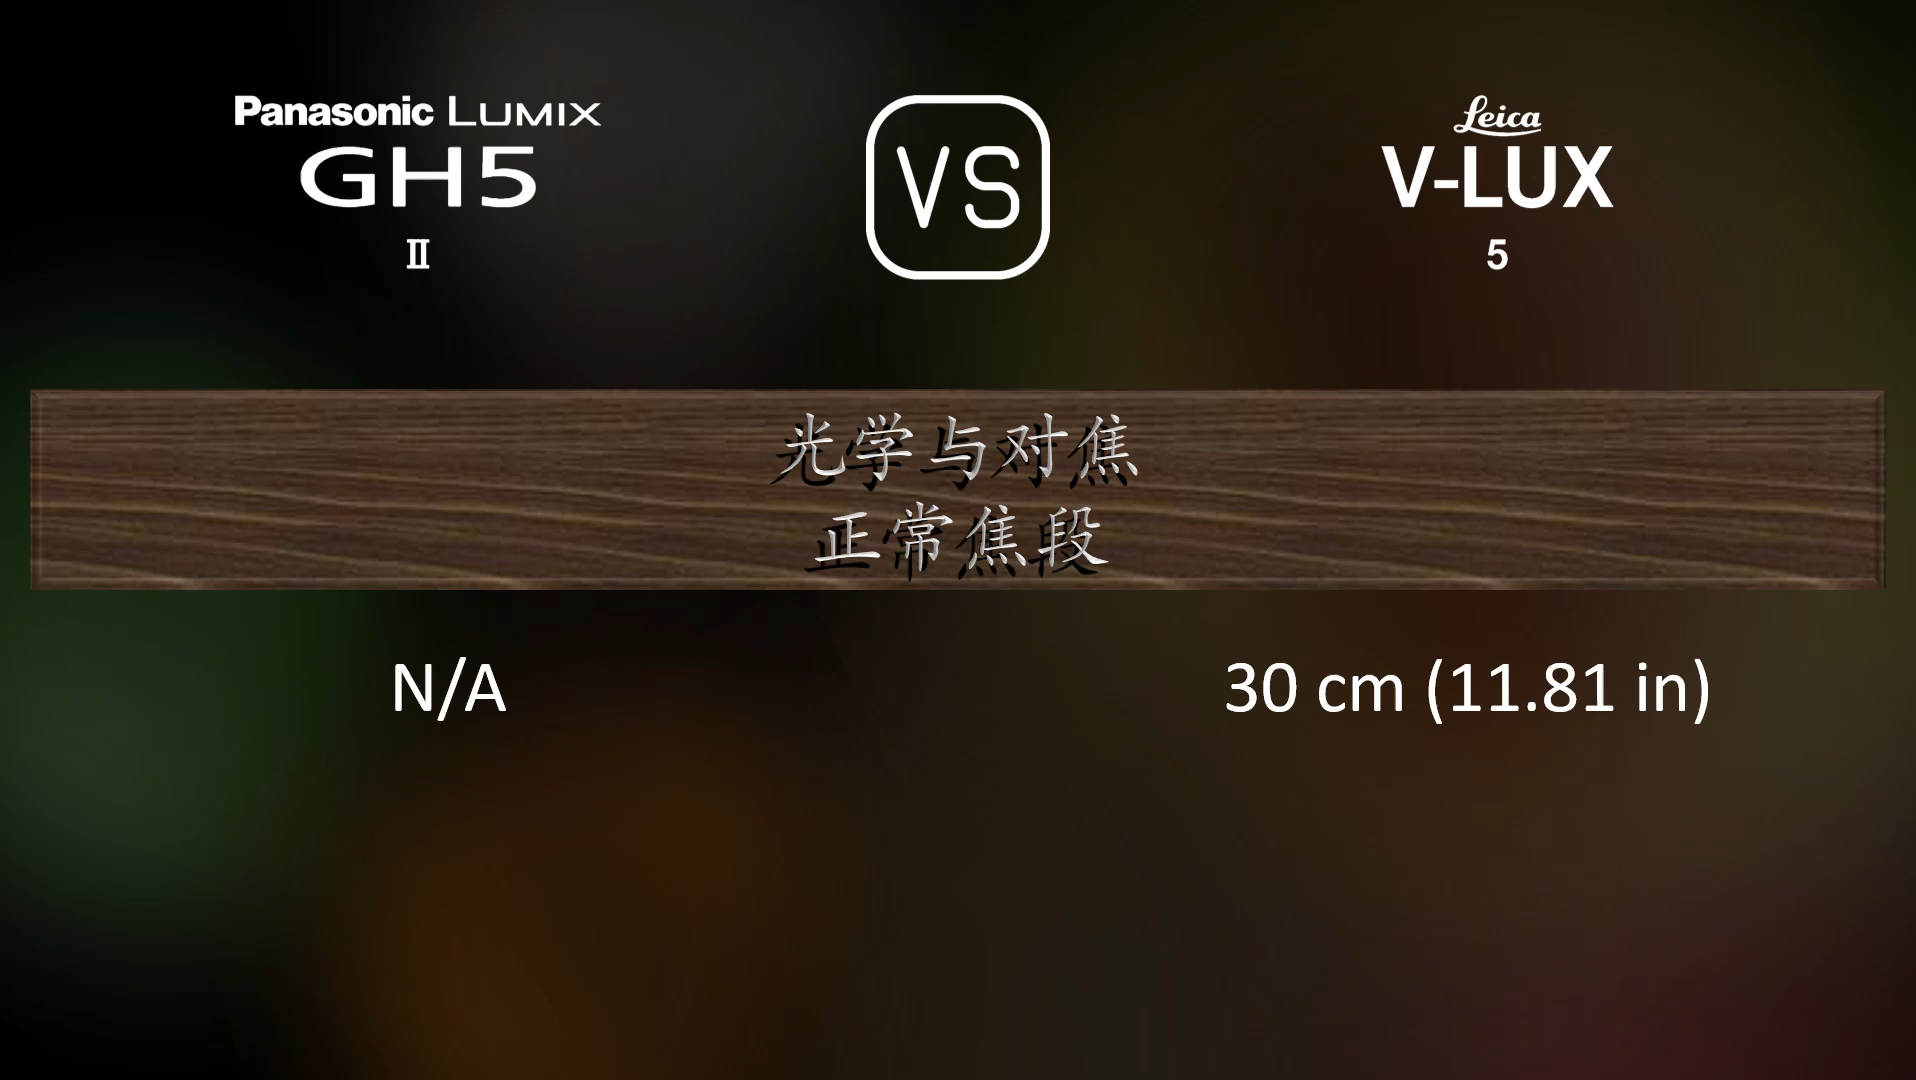 Panasonic LUMIX
GH5
II
VS
Leica
V-LUX
5
光学与对焦
正常焦段
N/A
30 cm (11.81 in)